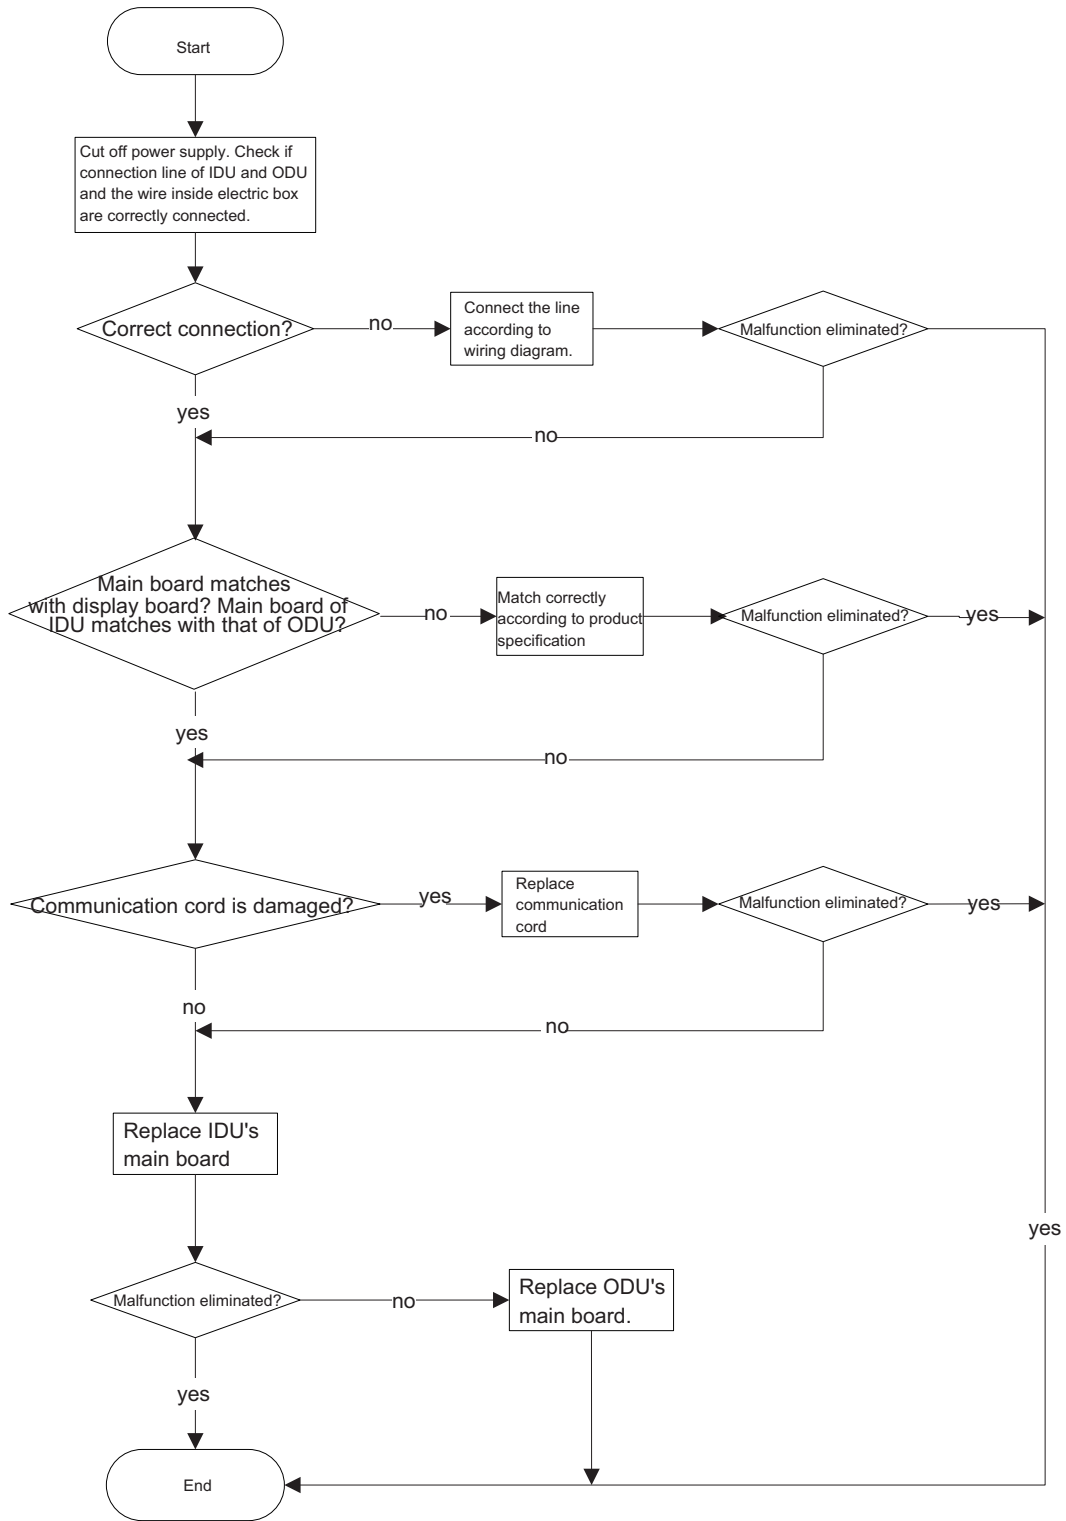 Start
Cut off power supply. Check if
connection line of IDU and ODU
and the wire inside electric box
are correctly connected.
Correct connection?
no
Connect the line
according to
wiring diagram.
Malfunction eliminated?
yes
no
Main board matches
with display board? Main board of
IDU matches with that of ODU?
no
Match correctly
according to product
specification
Malfunction eliminated?
yes
yes
no
Communication cord is damaged?
yes
Replace
communication
cord
Malfunction eliminated?
yes
no
no
Replace IDU's
main board
yes
Malfunction eliminated?
no
Replace ODU's
main board.
yes
End